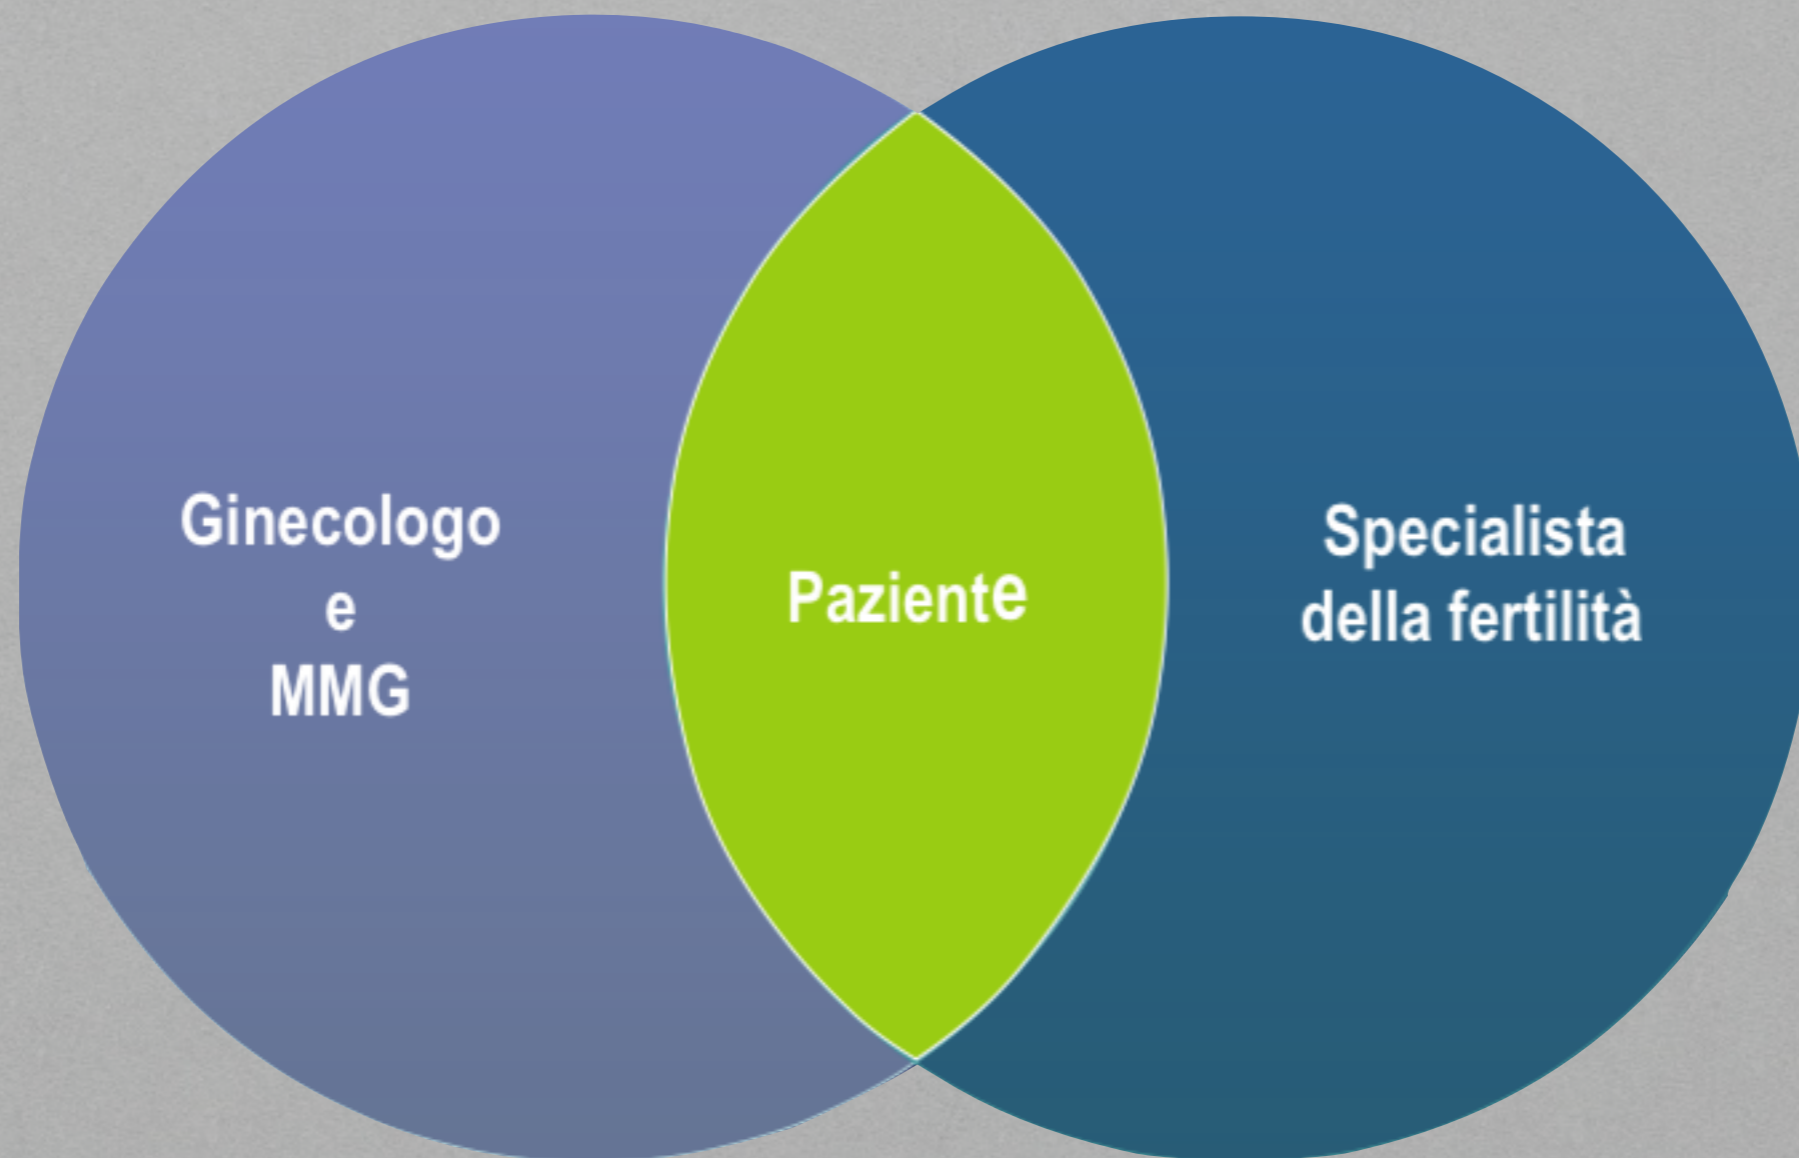 Ginecologo
e
MMG
Paziente
Specialista
della fertilità